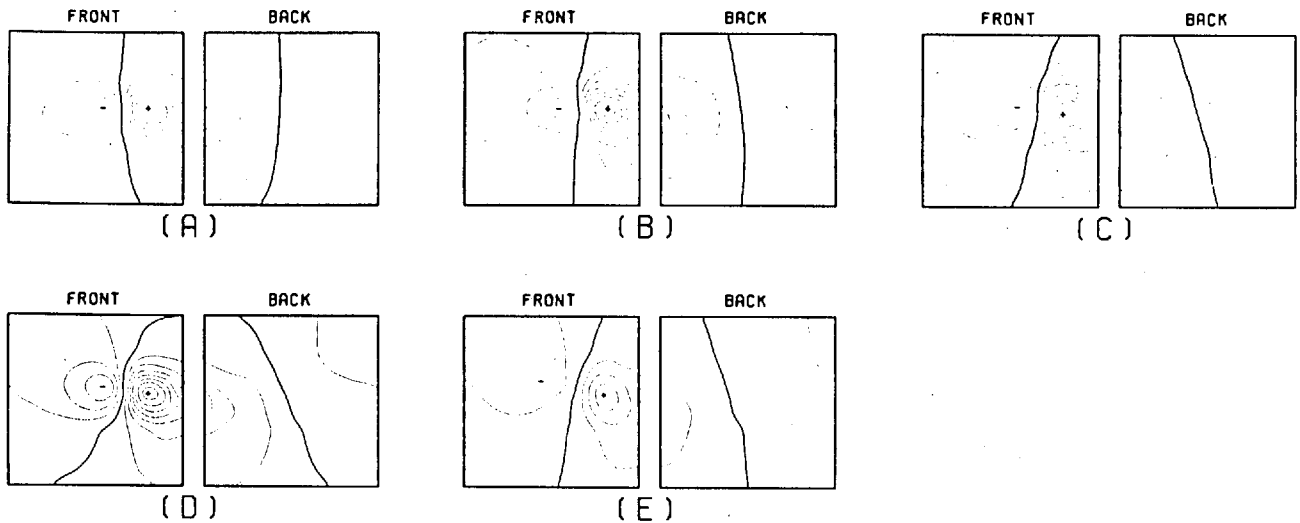 FRONT BACK
FRONT BACK
FRONT BACK
- +
- +
- +
(A)
(B)
(C)
FRONT BACK
FRONT BACK
- +
- +
(D)
(E)